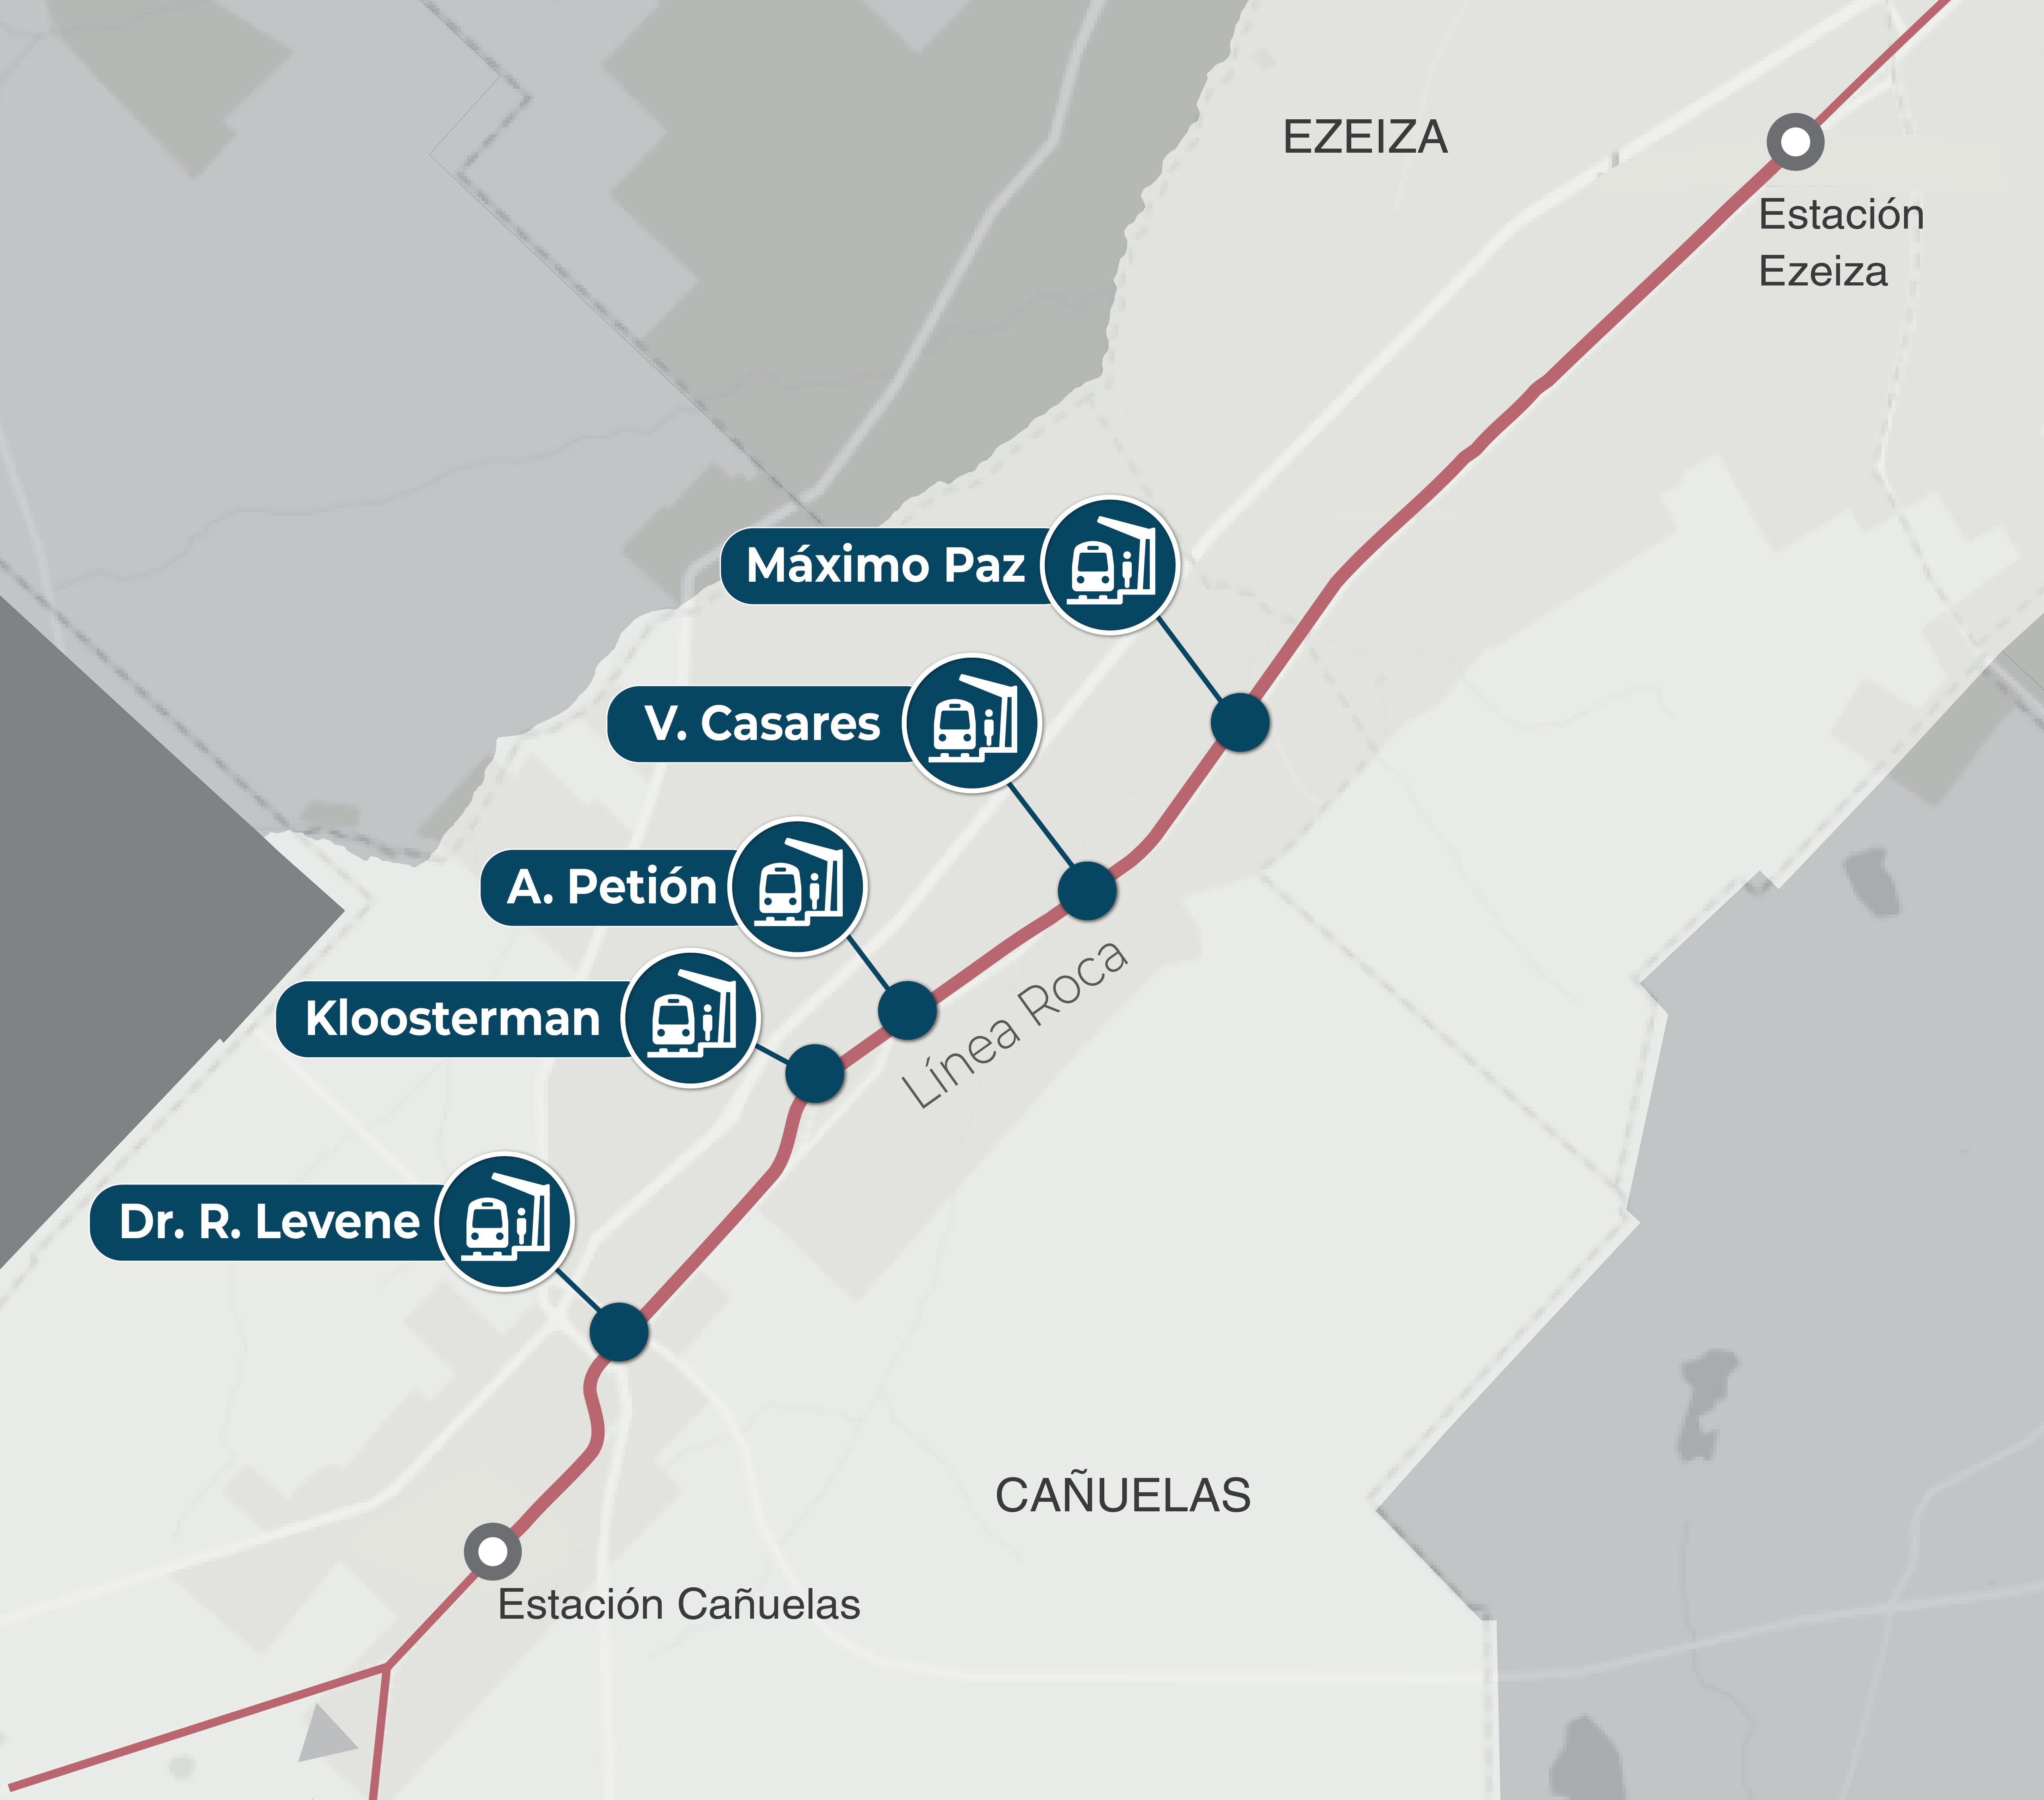 EZEIZA
Estación
Ezeiza
Máximo Paz
V. Casares
A. Petión
Kloosterman
Línea Roca
Dr. R. Levene
CAÑUELAS
Estación Cañuelas